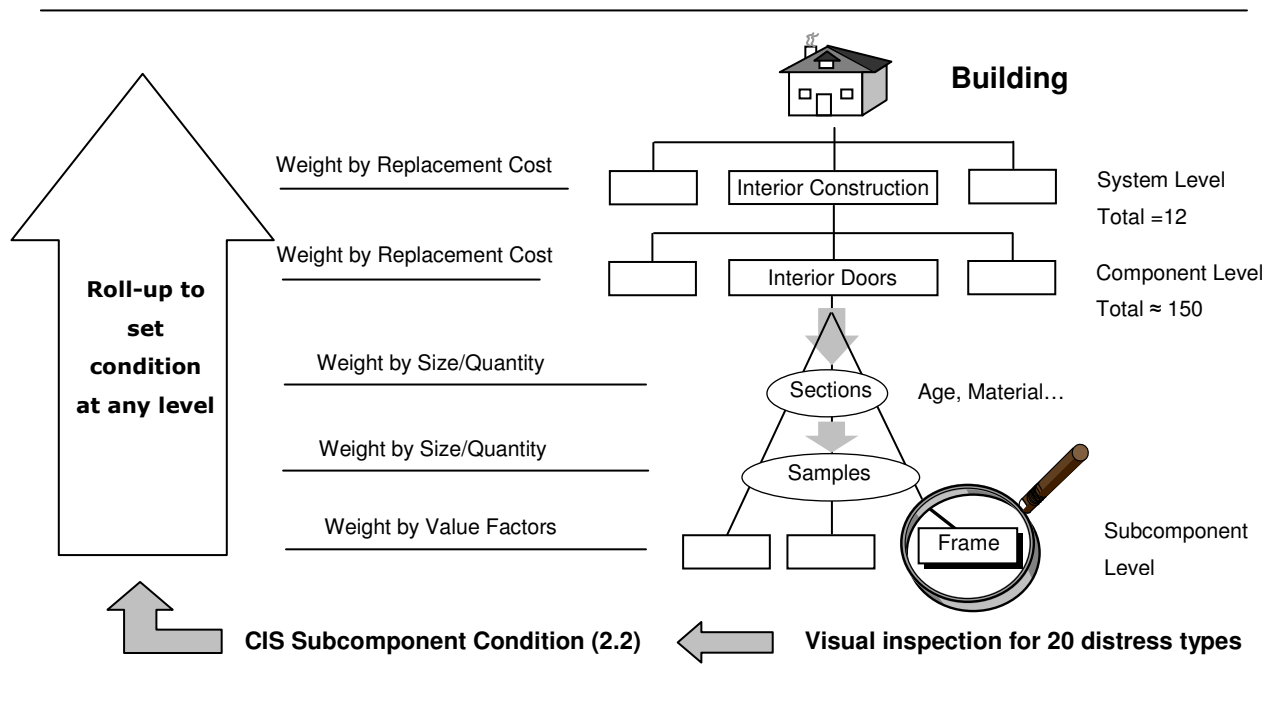 Building
Weight by Replacement Cost
Interior Construction
System Level
Total =12
Weight by Replacement Cost
Interior Doors
Component Level
Total ≈ 150
Roll-up to
set
condition
at any level
Weight by Size/Quantity
Sections
Age, Material…
Weight by Size/Quantity
Samples
Weight by Value Factors
Frame
Subcomponent
Level
CIS Subcomponent Condition (2.2)
Visual inspection for 20 distress types